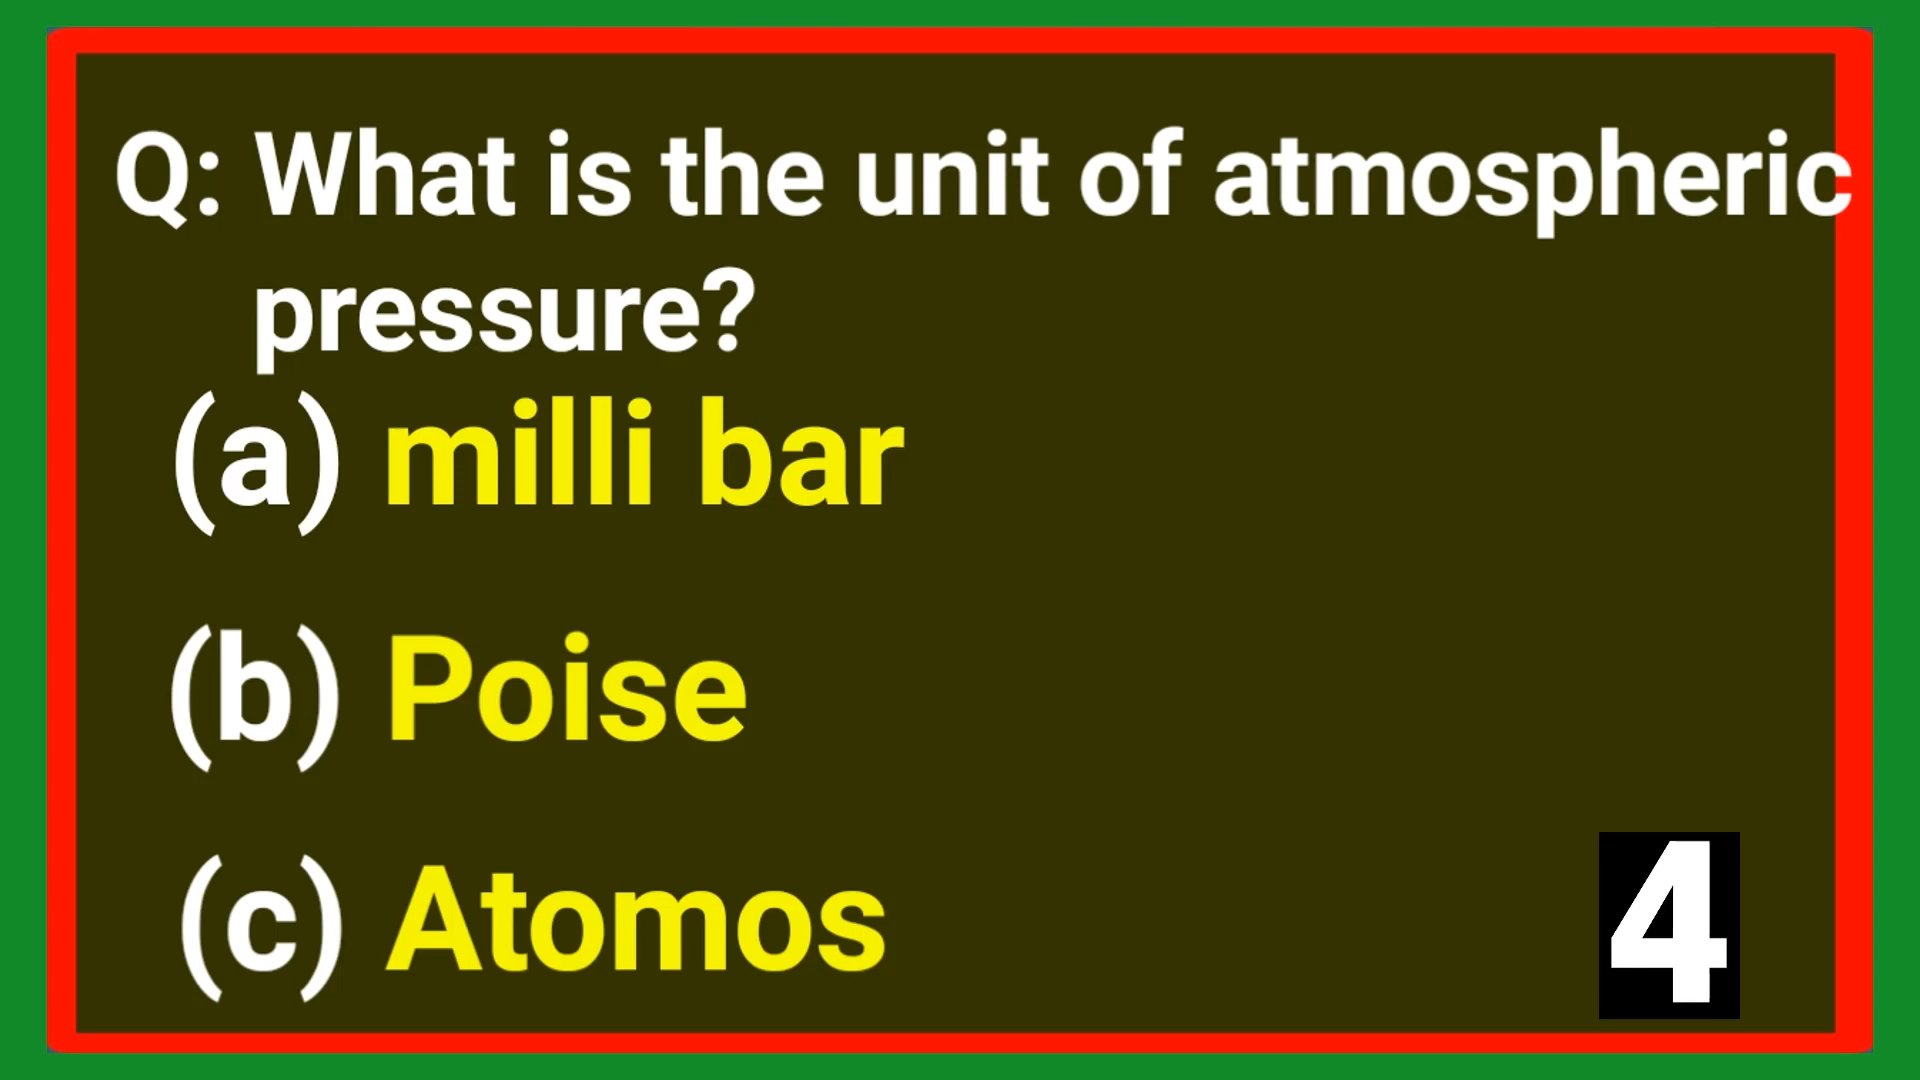 Q: What is the unit of atmospheric
pressure?
(a) milli bar
(b) Poise
(c) Atomos
4